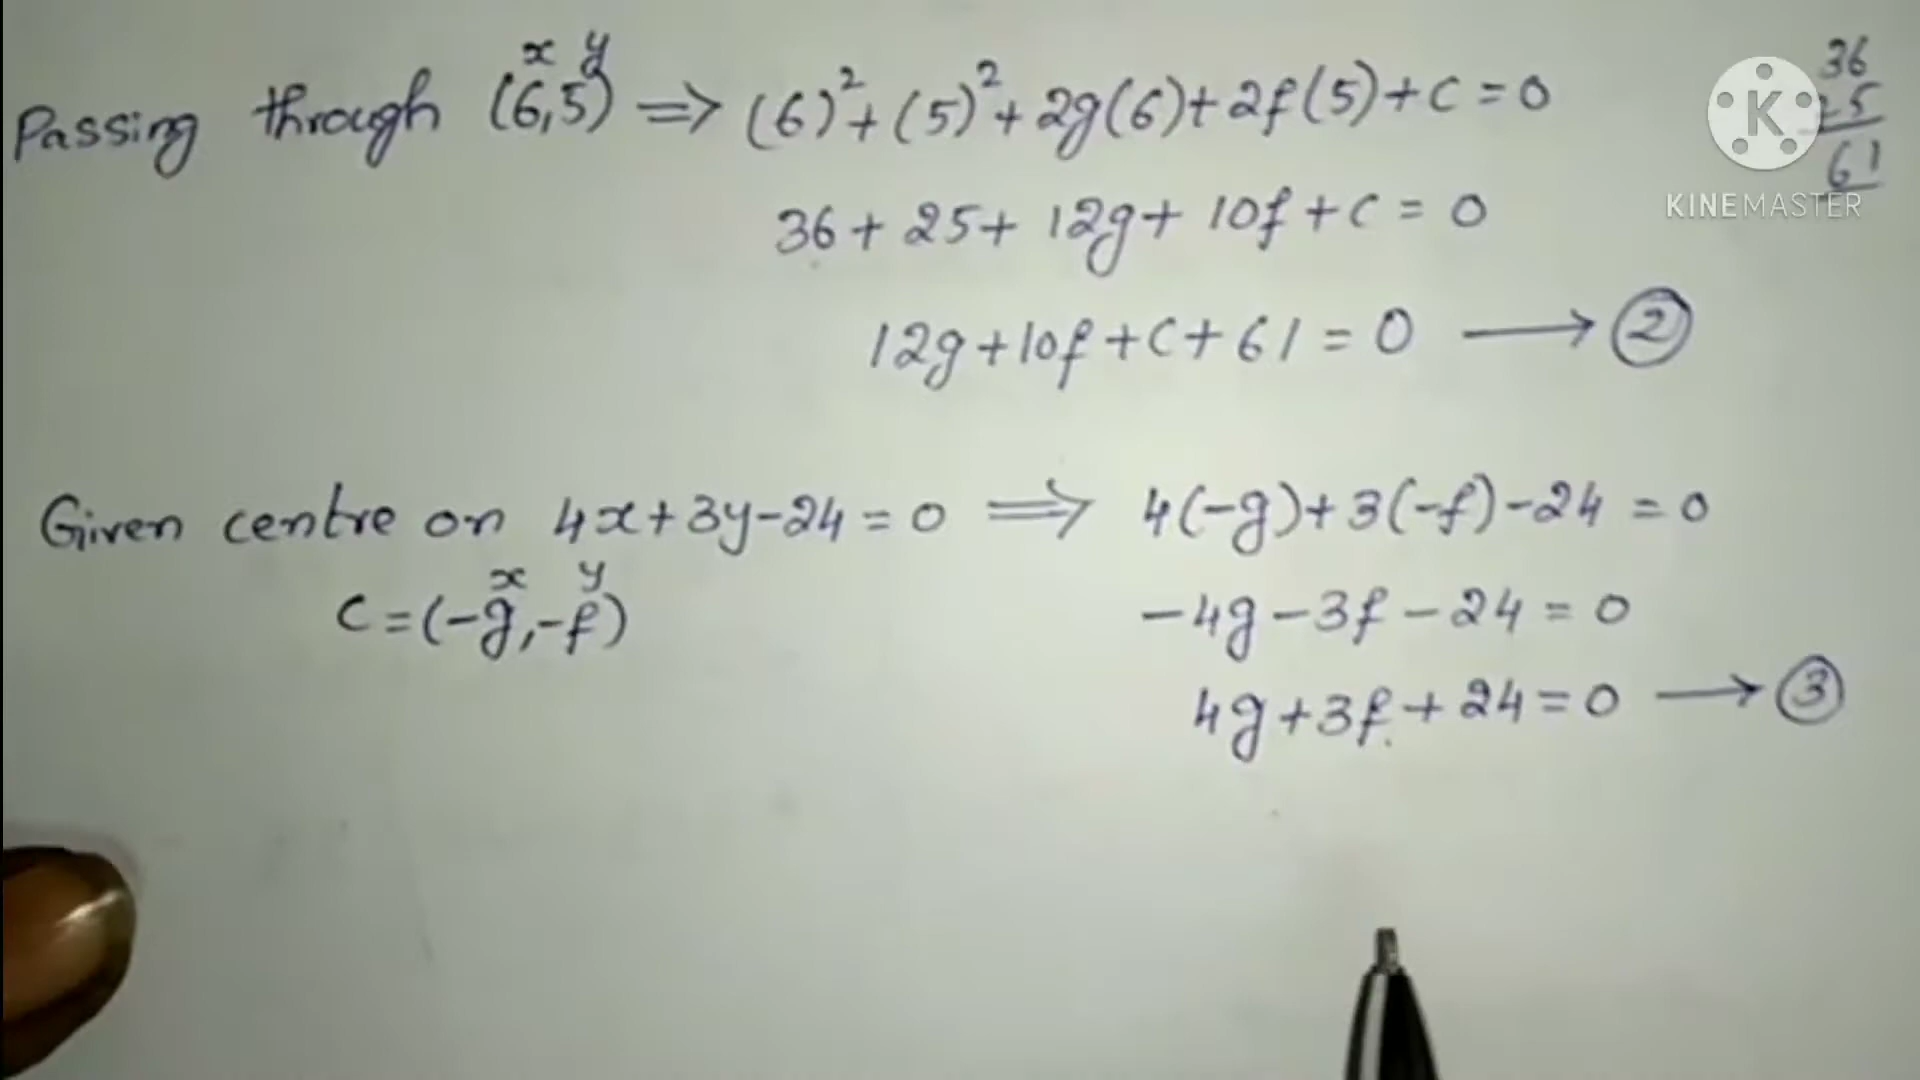 x y
Passing through (6,5) ⇒ (6)²+(5)²+2g(6)+2f(5)+c=0
36
25
61
K
KINEMASTER
36+25+12g+10f+c=0
12g+10f+c+61=0 → ②
Given centre on 4x+3y-24=0 ⇒ 4(-g)+3(-f)-24=0
x y
C=(-g,-f)
-4g-3f-24=0
4g+3f+24=0 → ③